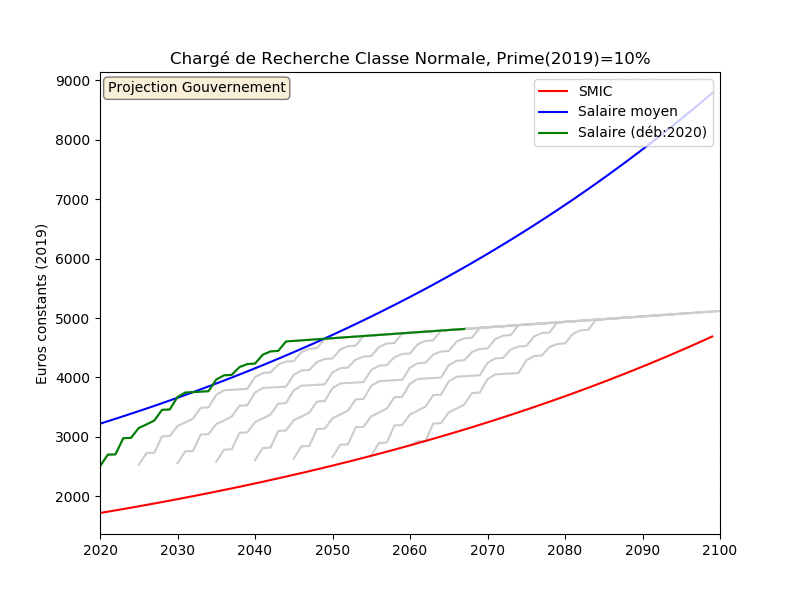 Chargé de Recherche Classe Normale, Prime(2019)=10%
Projection Gouvernement
SMIC
Salaire moyen
Salaire (déb:2020)
Euros constants (2019)
9000
8000
7000
6000
5000
4000
3000
2000
2020 2030 2040 2050 2060 2070 2080 2090 2100